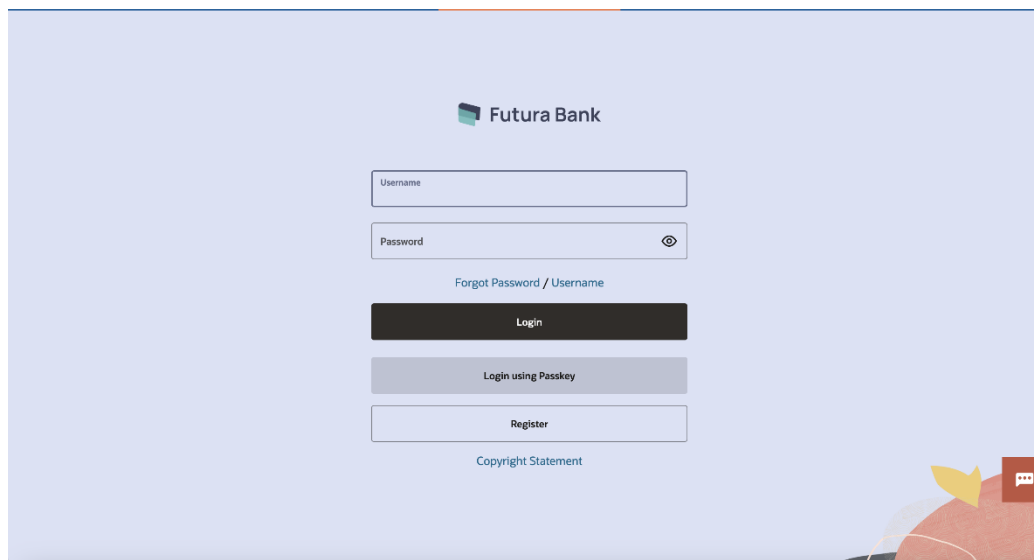 Futura Bank
Username
Password
Forgot Password / Username
Login
Login using Passkey
Register
Copyright Statement